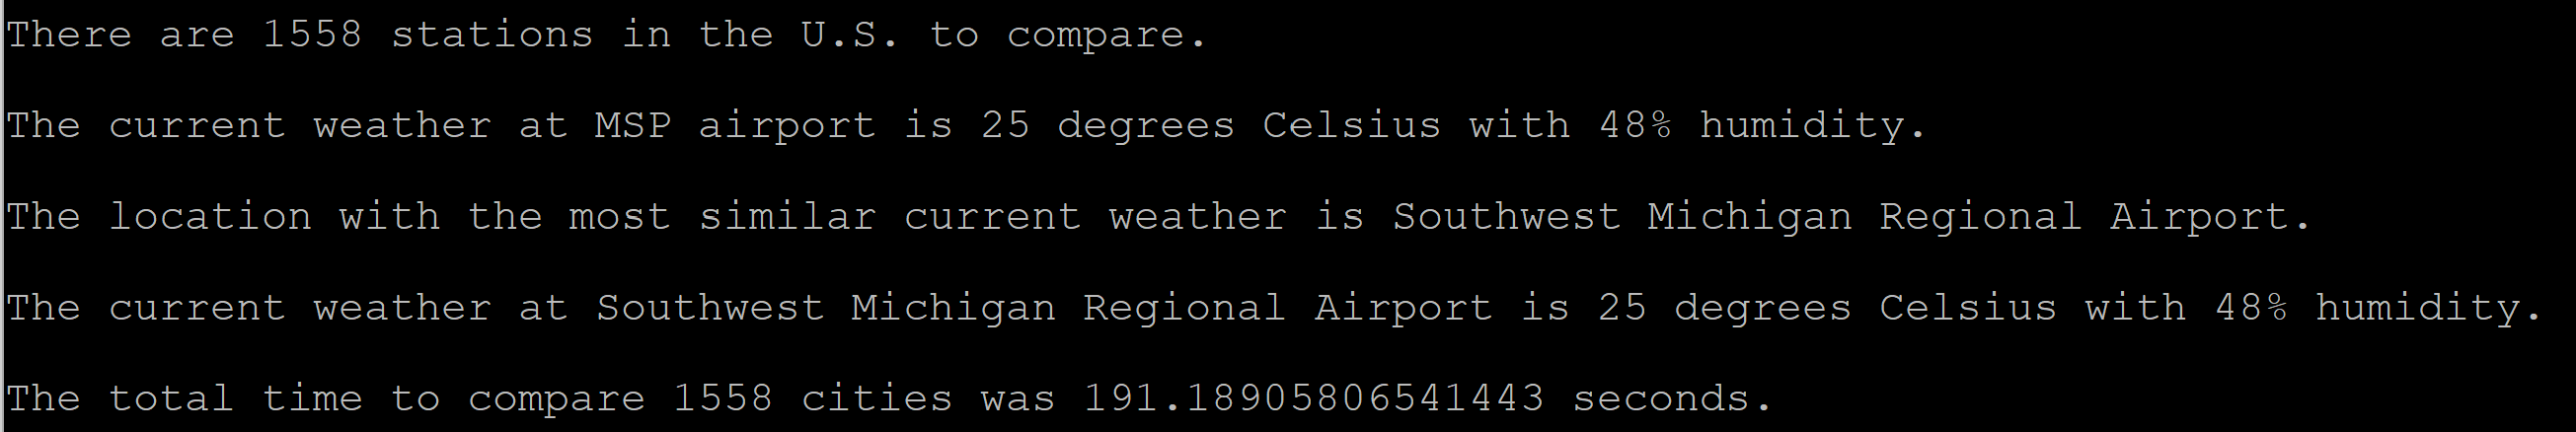 There are 1558 stations in the U.S. to compare.
The current weather at MSP airport is 25 degrees Celsius with 48% humidity.
The location with the most similar current weather is Southwest Michigan Regional Airport.
The current weather at Southwest Michigan Regional Airport is 25 degrees Celsius with 48% humidity.
The total time to compare 1558 cities was 191.18905806541443 seconds.